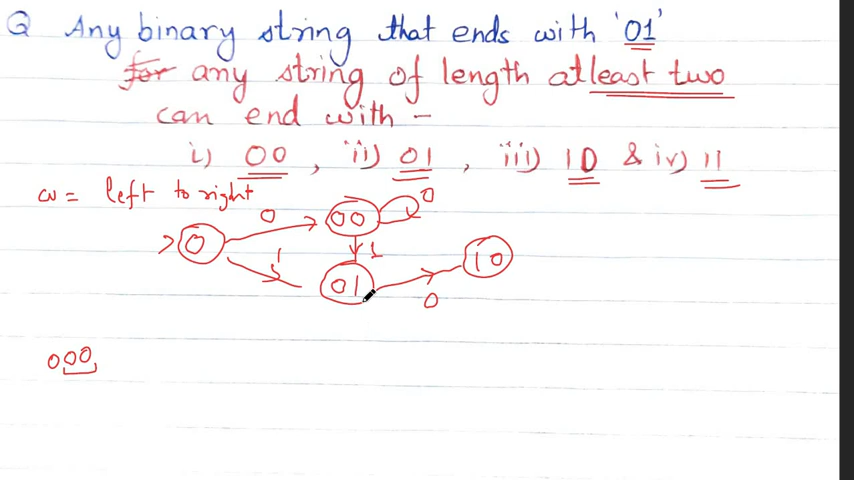 Q Any binary string that ends with '01'
for any string of length atleast two
can end with -
i) 00 , ii) 01 , iii) 10 & iv) 11
w = left to right
0
0
00
0
1
1
01
0
10
000